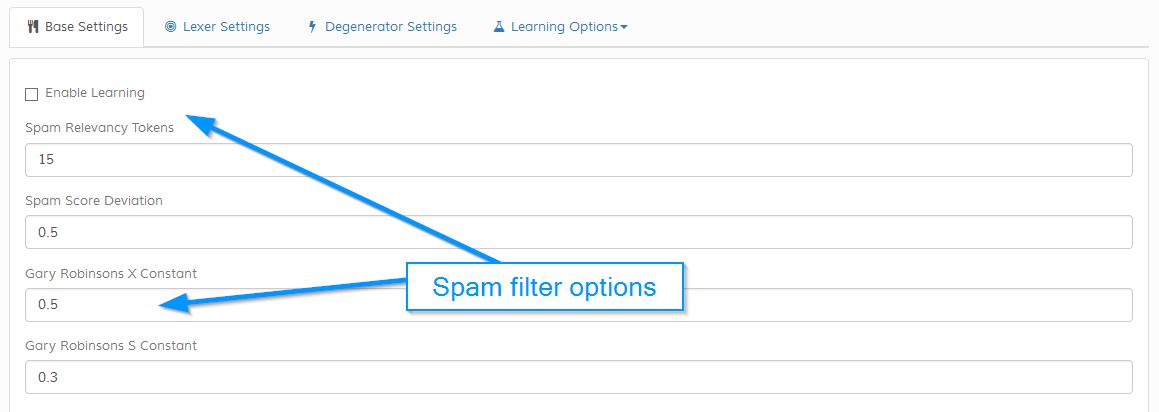 Base Settings Lexer Settings Degenerator Settings Learning Options
Enable Learning
Spam Relevancy Tokens
15
Spam Score Deviation
0.5
Gary Robinsons X Constant
Spam filter options
0.5
Gary Robinsons S Constant
0.3